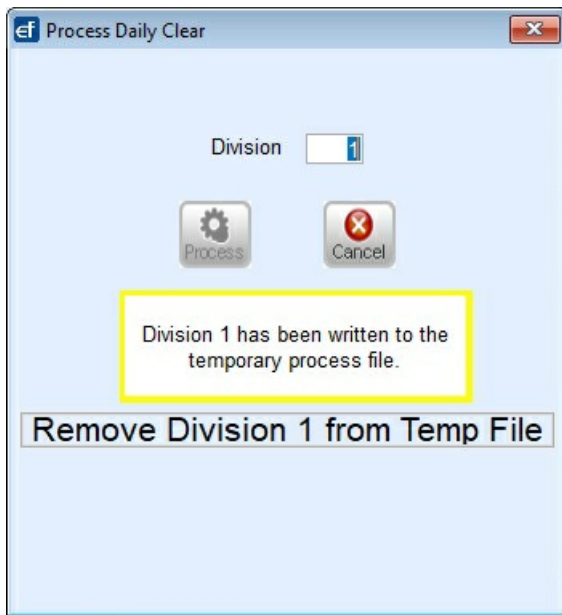 ef Process Daily Clear
Division 1
Process Cancel
Division 1 has been written to the
temporary process file.
Remove Division 1 from Temp File